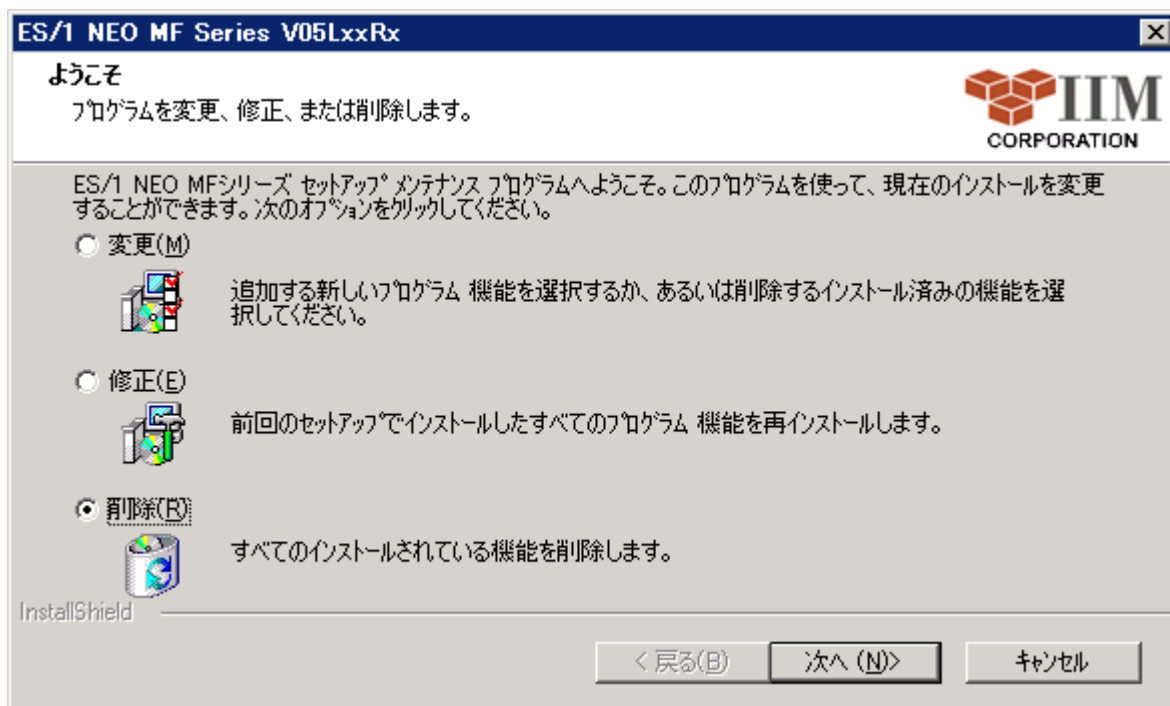 ES/1 NEO MF Series V05LxxRx
ようこそ
プログラムを変更、修正、または削除します。
IIM
CORPORATION
ES/1 NEO MFシリーズ セットアップ メンテナンス プログラムへようこそ。このプログラムを使って、現在のインストールを変更
することができます。次のオプションをクリックしてください。
変更(M)
追加する新しいプログラム 機能を選択するか、あるいは削除するインストール済みの機能を選
択してください。
修正(E)
前回のセットアップでインストールしたすべてのプログラム 機能を再インストールします。
削除(R)
すべてのインストールされている機能を削除します。
InstallShield
< 戻る(B)
次へ (N)>
キャンセル